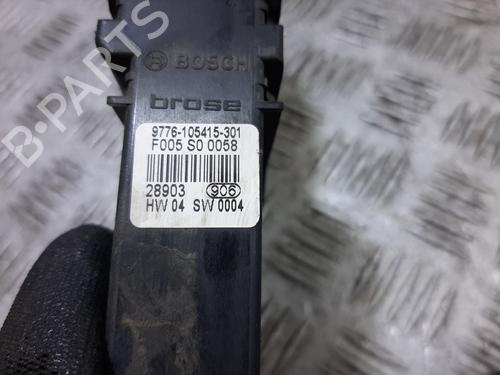 BOSCH
brose
9776-105415-301
F005 S0 0058
28903 906
HW 04 SW 0004
B-PARTS